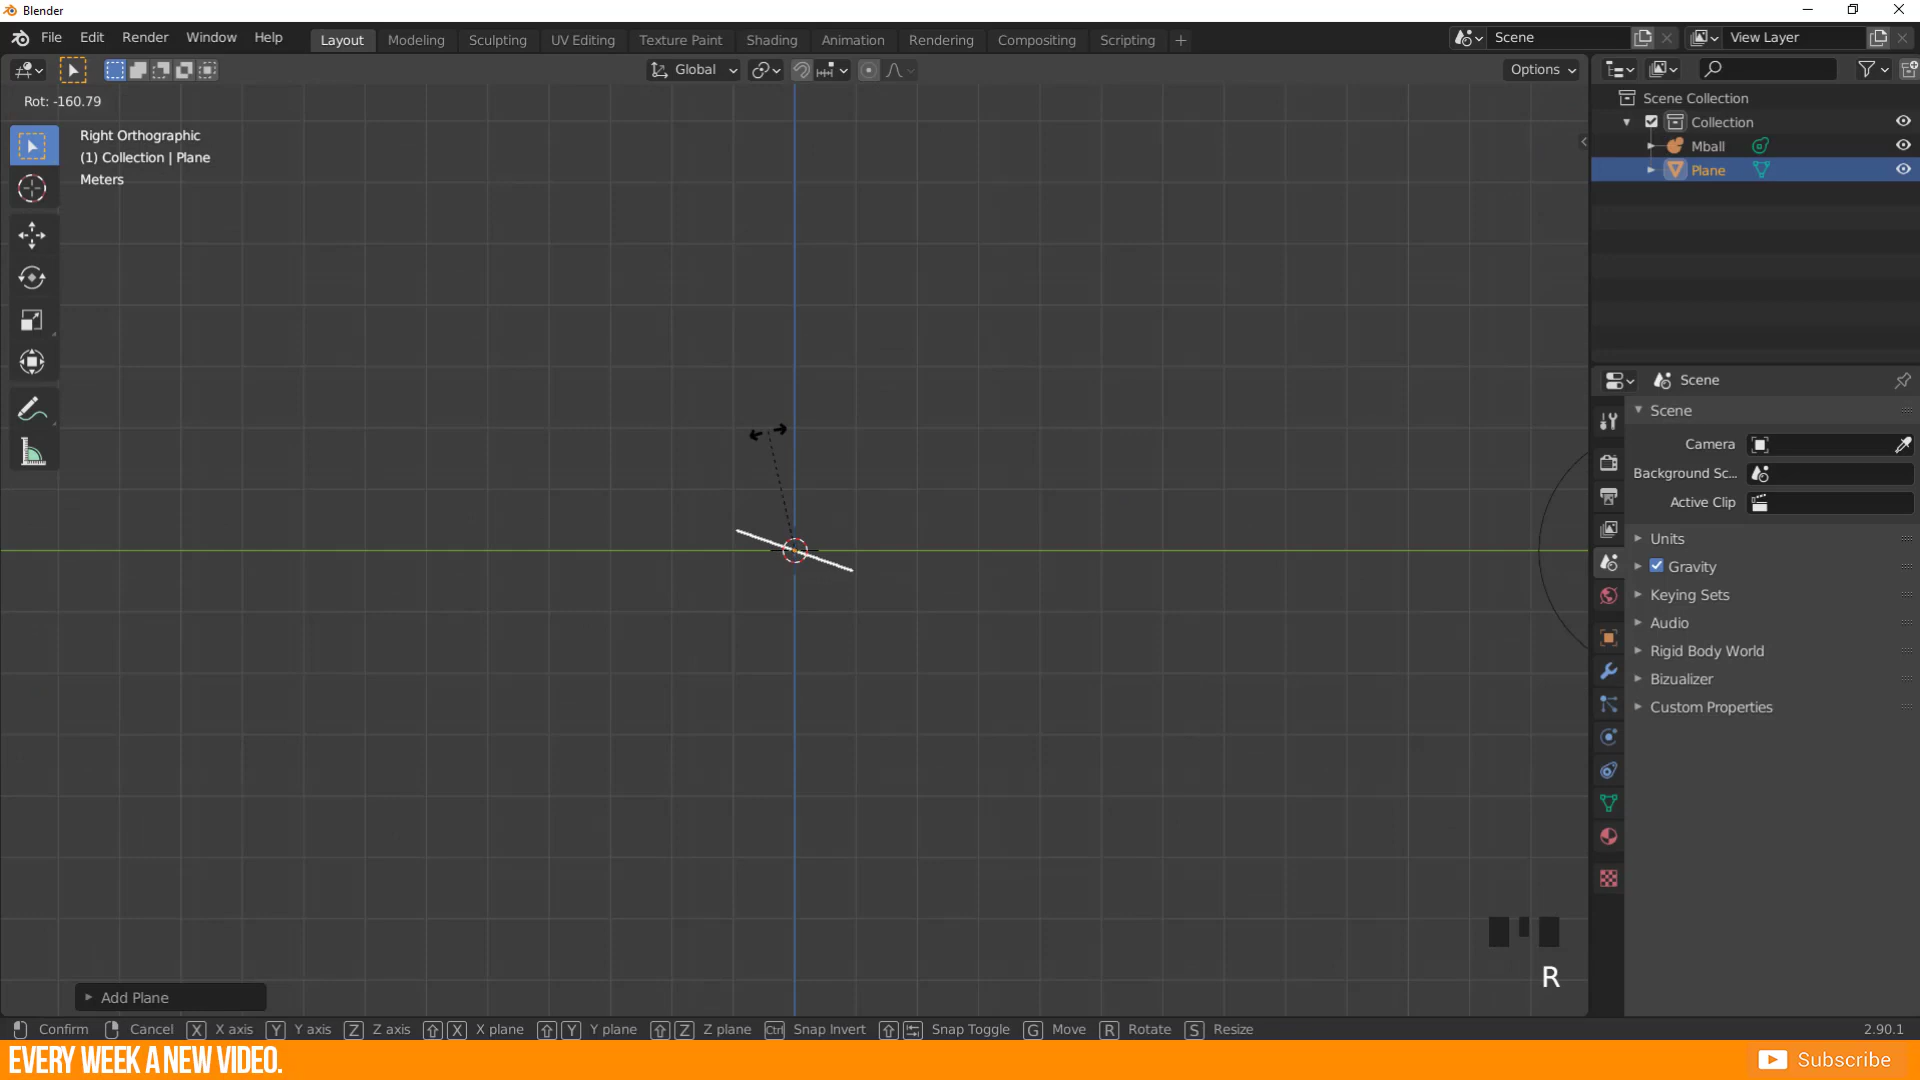 Blender
File Edit Render Window Help
Layout Modeling Sculpting UV Editing Texture Paint Shading Animation Rendering Compositing Scripting +
Scene
View Layer
Global
Options
Rot: -160.79
Right Orthographic
(1) Collection | Plane
Meters
Scene Collection
Collection
Mball
Plane
Scene
Scene
Camera
Background Sc...
Active Clip
Units
Gravity
Keying Sets
Audio
Rigid Body World
Bizualizer
Custom Properties
R
Add Plane
Confirm Cancel X X axis Y Y axis Z Z axis X X plane Y Y plane Z Z plane Ctrl Snap Invert Snap Toggle G Move R Rotate S Resize 2.90.1
EVERY WEEK A NEW VIDEO.
Subscribe